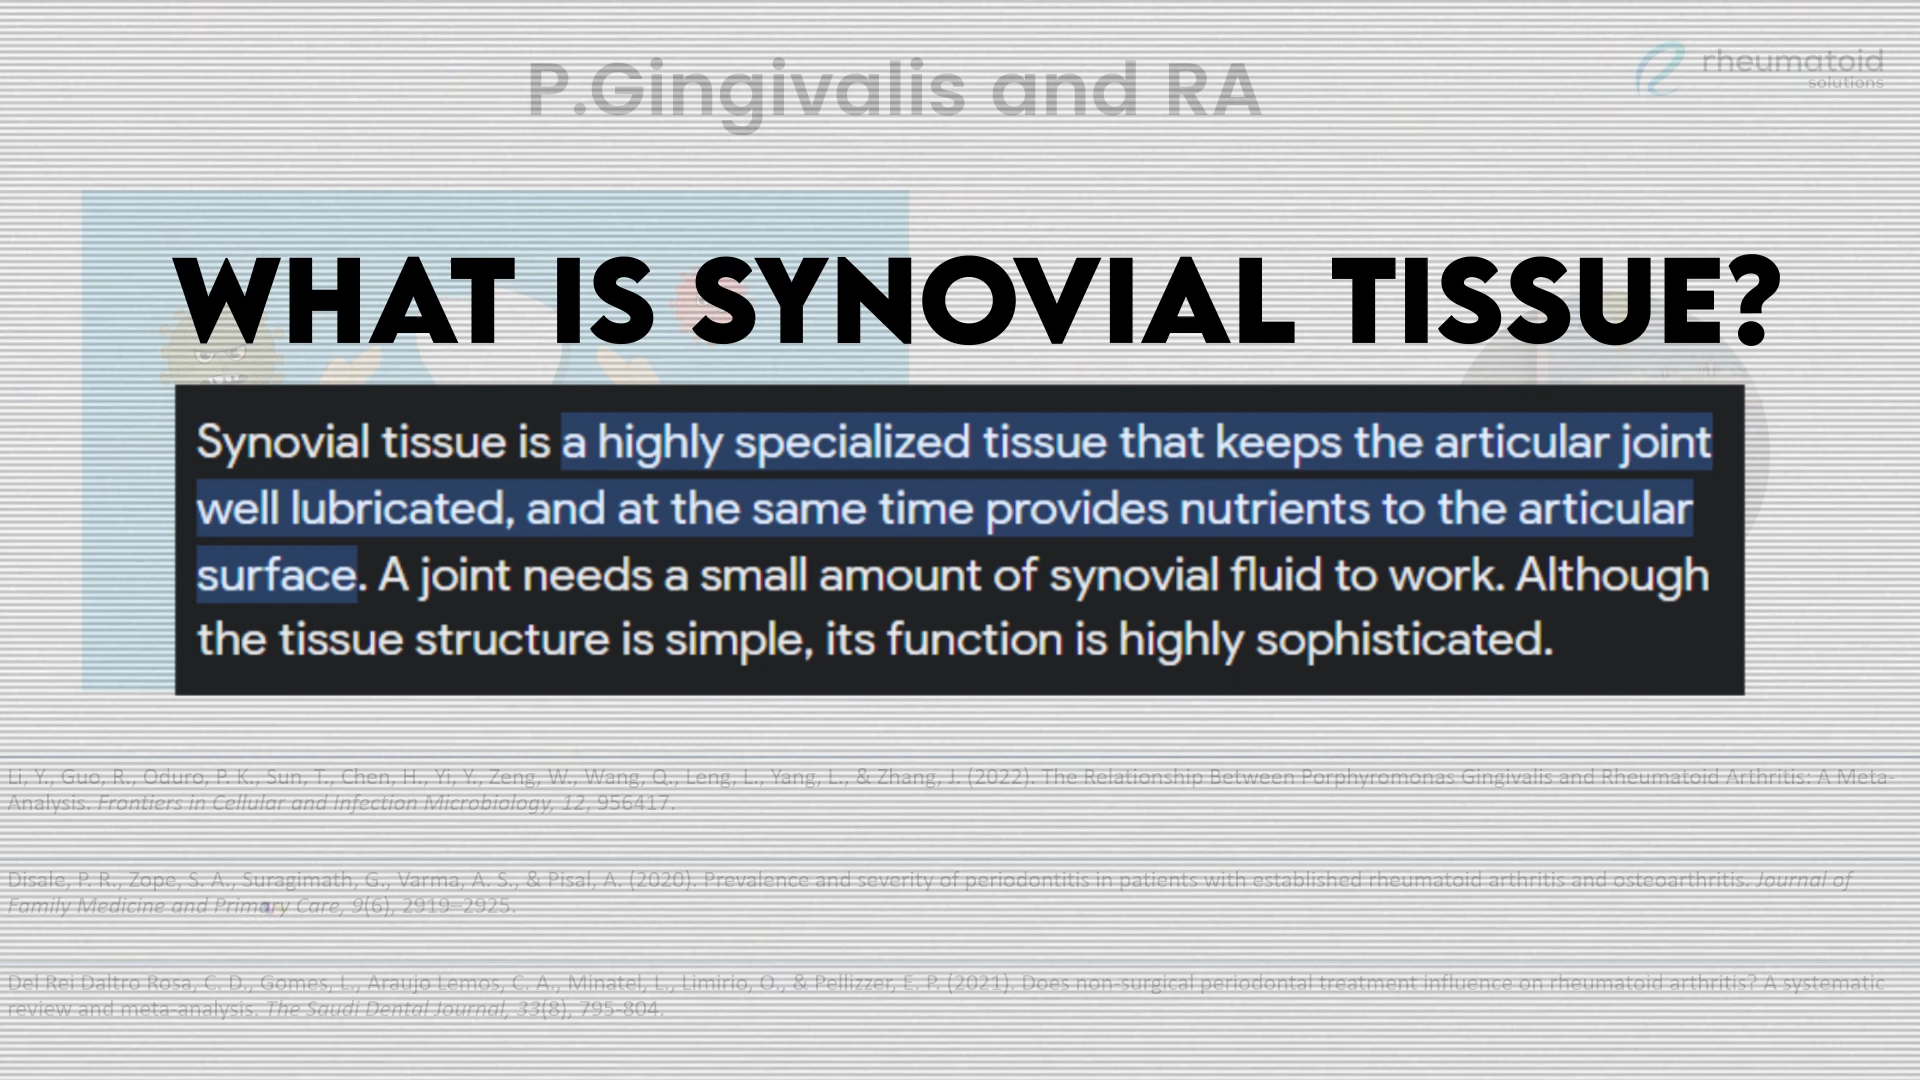 P.Gingivalis and RA
rheumatoid
solutions
WHAT IS SYNOVIAL TISSUE?
Synovial tissue is a highly specialized tissue that keeps the articular joint
well lubricated, and at the same time provides nutrients to the articular
surface. A joint needs a small amount of synovial fluid to work. Although
the tissue structure is simple, its function is highly sophisticated.
Li, Y., Guo, R., Oduro, P. K., Sun, T., Chen, H., Yi, Y., Zeng, W., Wang, Q., Leng, L., Yang, L., & Zhang, J. (2022). The Relationship Between Porphyromonas Gingivalis and Rheumatoid Arthritis: A Meta-
Analysis. Frontiers in Cellular and Infection Microbiology, 12, 956417.
Disale, P. R., Zope, S. A., Suragimath, G., Varma, A. S., & Pisal, A. (2020). Prevalence and severity of periodontitis in patients with established rheumatoid arthritis and osteoarthritis. Journal of
Family Medicine and Primary Care, 9(6), 2919–2925.
Del Rei Daltro Rosa, C. D., Gomes, L., Araujo Lemos, C. A., Minatel, L., Limirio, O., & Pellizzer, E. P. (2021). Does non-surgical periodontal treatment influence on rheumatoid arthritis? A systematic
review and meta-analysis. The Saudi Dental Journal, 33(8), 795-804.